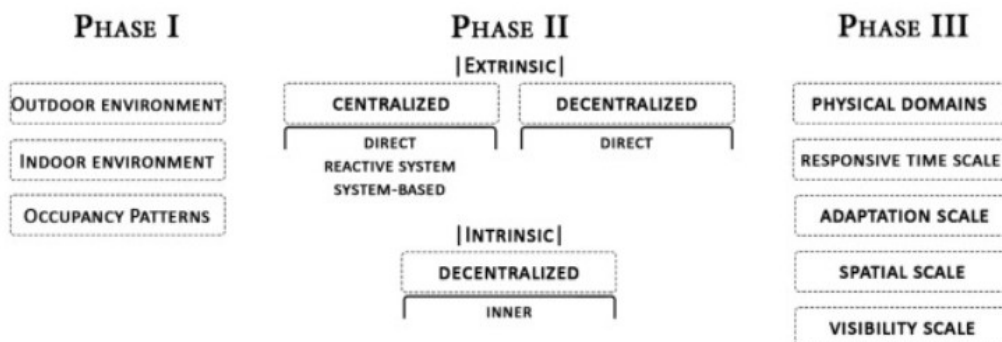 PHASE I
OUTDOOR ENVIRONMENT
INDOOR ENVIRONMENT
OCCUPANCY PATTERNS
PHASE II
|EXTRINSIC|
CENTRALIZED
DIRECT
REACTIVE SYSTEM
SYSTEM-BASED
DECENTRALIZED
DIRECT
|INTRINSIC|
DECENTRALIZED
INNER
PHASE III
PHYSICAL DOMAINS
RESPONSIVE TIME SCALE
ADAPTATION SCALE
SPATIAL SCALE
VISIBILITY SCALE